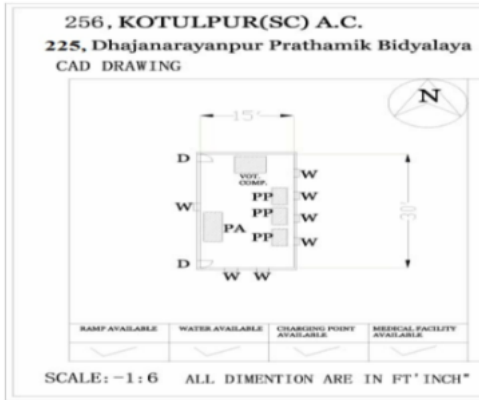 256, KOTULPUR(SC) A.C.
225, Dhajanarayanpur Prathamik Bidyalaya
CAD DRAWING
N
15'
D
VOT.
COMP.
W
PP W
W
PP W
PA
PP W
30'
D
W W
RAMP AVAILABLE WATER AVAILABLE CHARGING POINT AVAILABLE MEDICAL FACILITY AVAILABLE
SCALE:-1:6 ALL DIMENTION ARE IN FT'INCH"